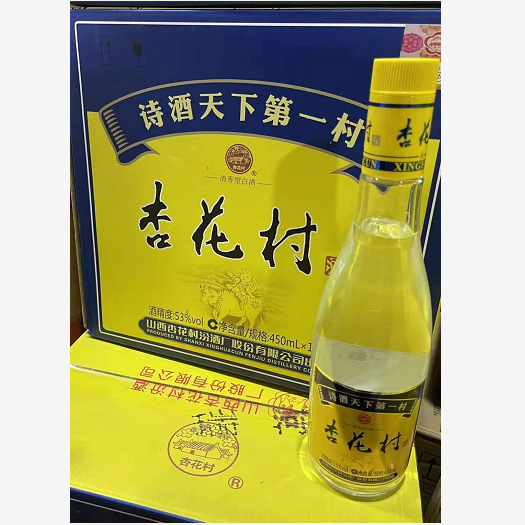 诗酒天下第一村
杏花村
®
清香型白酒
杏花村
酒精度:53%vol
净含量/规格:450mL×1
山西杏花村汾酒厂股份有限公司出
PRODUCED BY SHANXI XINGHUACUN FENJIU DISTILLERY CO
山西杏花村汾酒
厂股份有限公司
杏花村
®
杏花
XING
诗酒天下第一村
杏花村